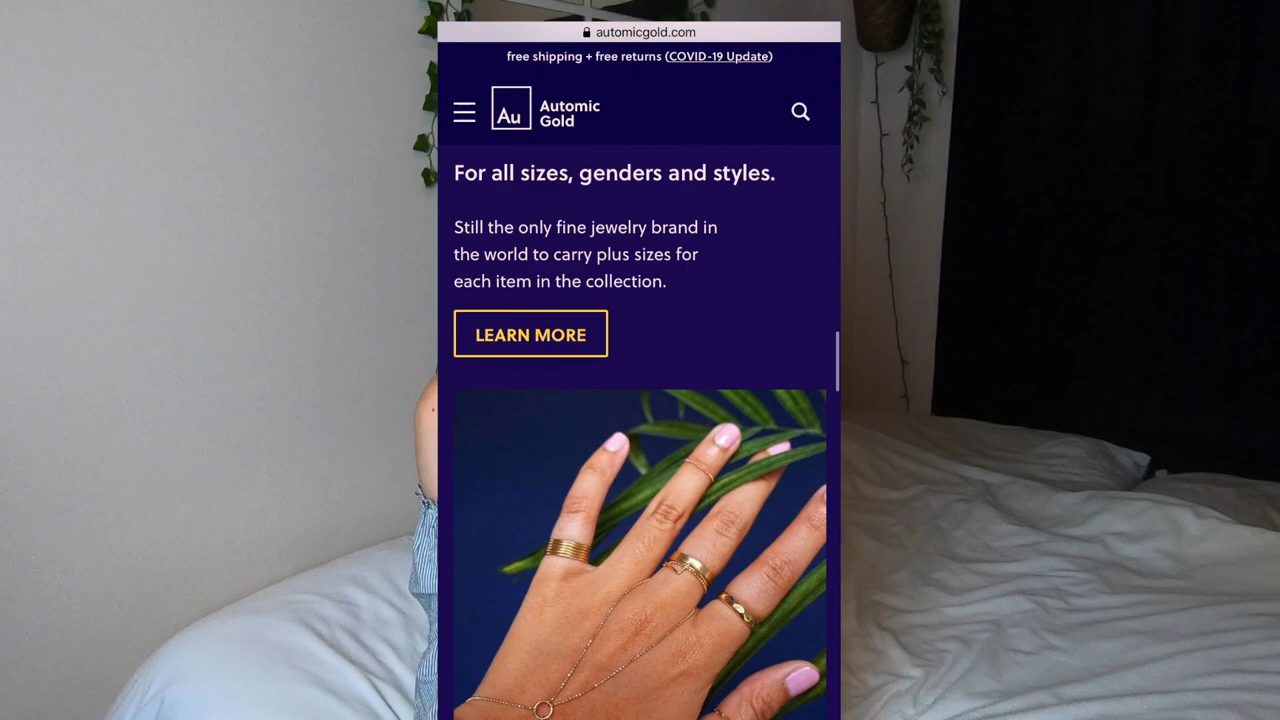 automicgold.com
free shipping + free returns (COVID-19 Update)
Au
Automic
Gold
For all sizes, genders and styles.
Still the only fine jewelry brand in
the world to carry plus sizes for
each item in the collection.
LEARN MORE